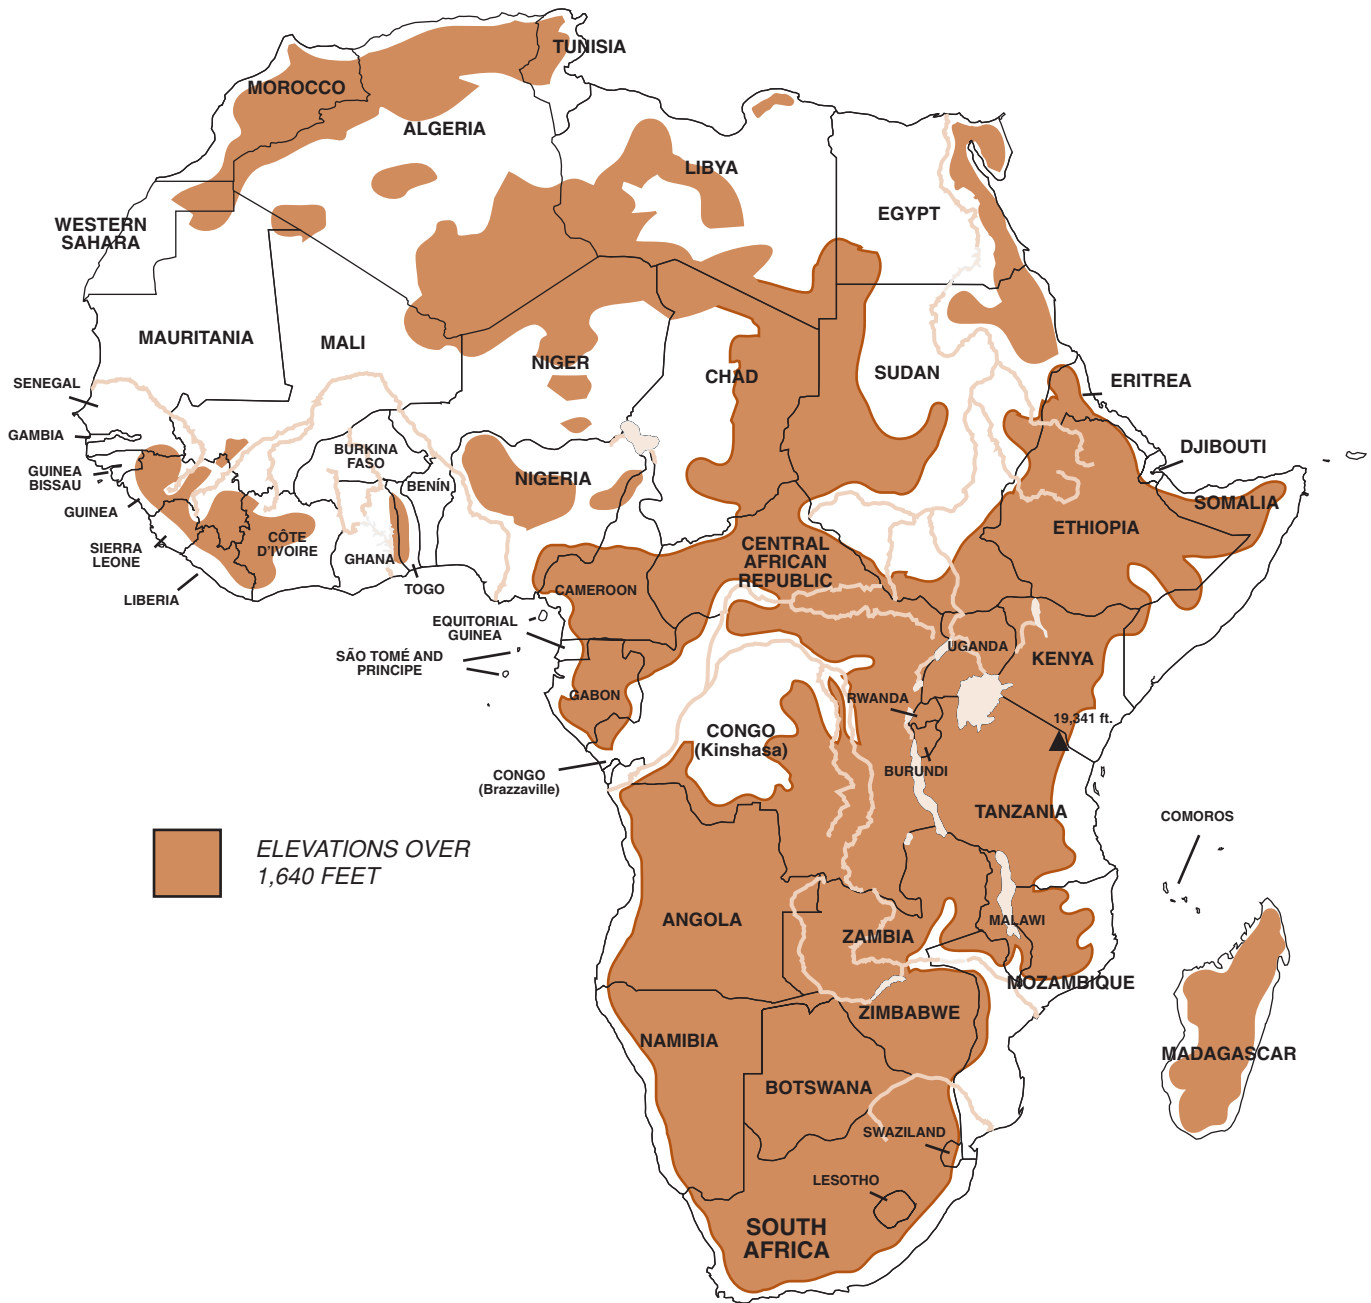 TUNISIA
MOROCCO
ALGERIA
LIBYA
EGYPT
WESTERN
SAHARA
MAURITANIA
MALI
NIGER
CHAD
SUDAN
ERITREA
SENEGAL
GAMBIA
DJIBOUTI
BURKINA
FASO
GUINEA
BISSAU
NIGERIA
BENÍN
SOMALIA
GUINEA
ETHIOPIA
CÔTE
D'IVOIRE
SIERRA
LEONE
GHANA
CENTRAL
AFRICAN
REPUBLIC
LIBERIA
TOGO
CAMEROON
EQUITORIAL
GUINEA
UGANDA
KENYA
SÃO TOMÉ AND
PRINCIPE
GABON
RWANDA
19,341 ft.
CONGO
(Kinshasa)
CONGO
(Brazzaville)
BURUNDI
TANZANIA
COMOROS
ELEVATIONS OVER
1,640 FEET
ANGOLA
ZAMBIA
MALAWI
MOZAMBIQUE
ZIMBABWE
NAMIBIA
MADAGASCAR
BOTSWANA
SWAZILAND
LESOTHO
SOUTH
AFRICA